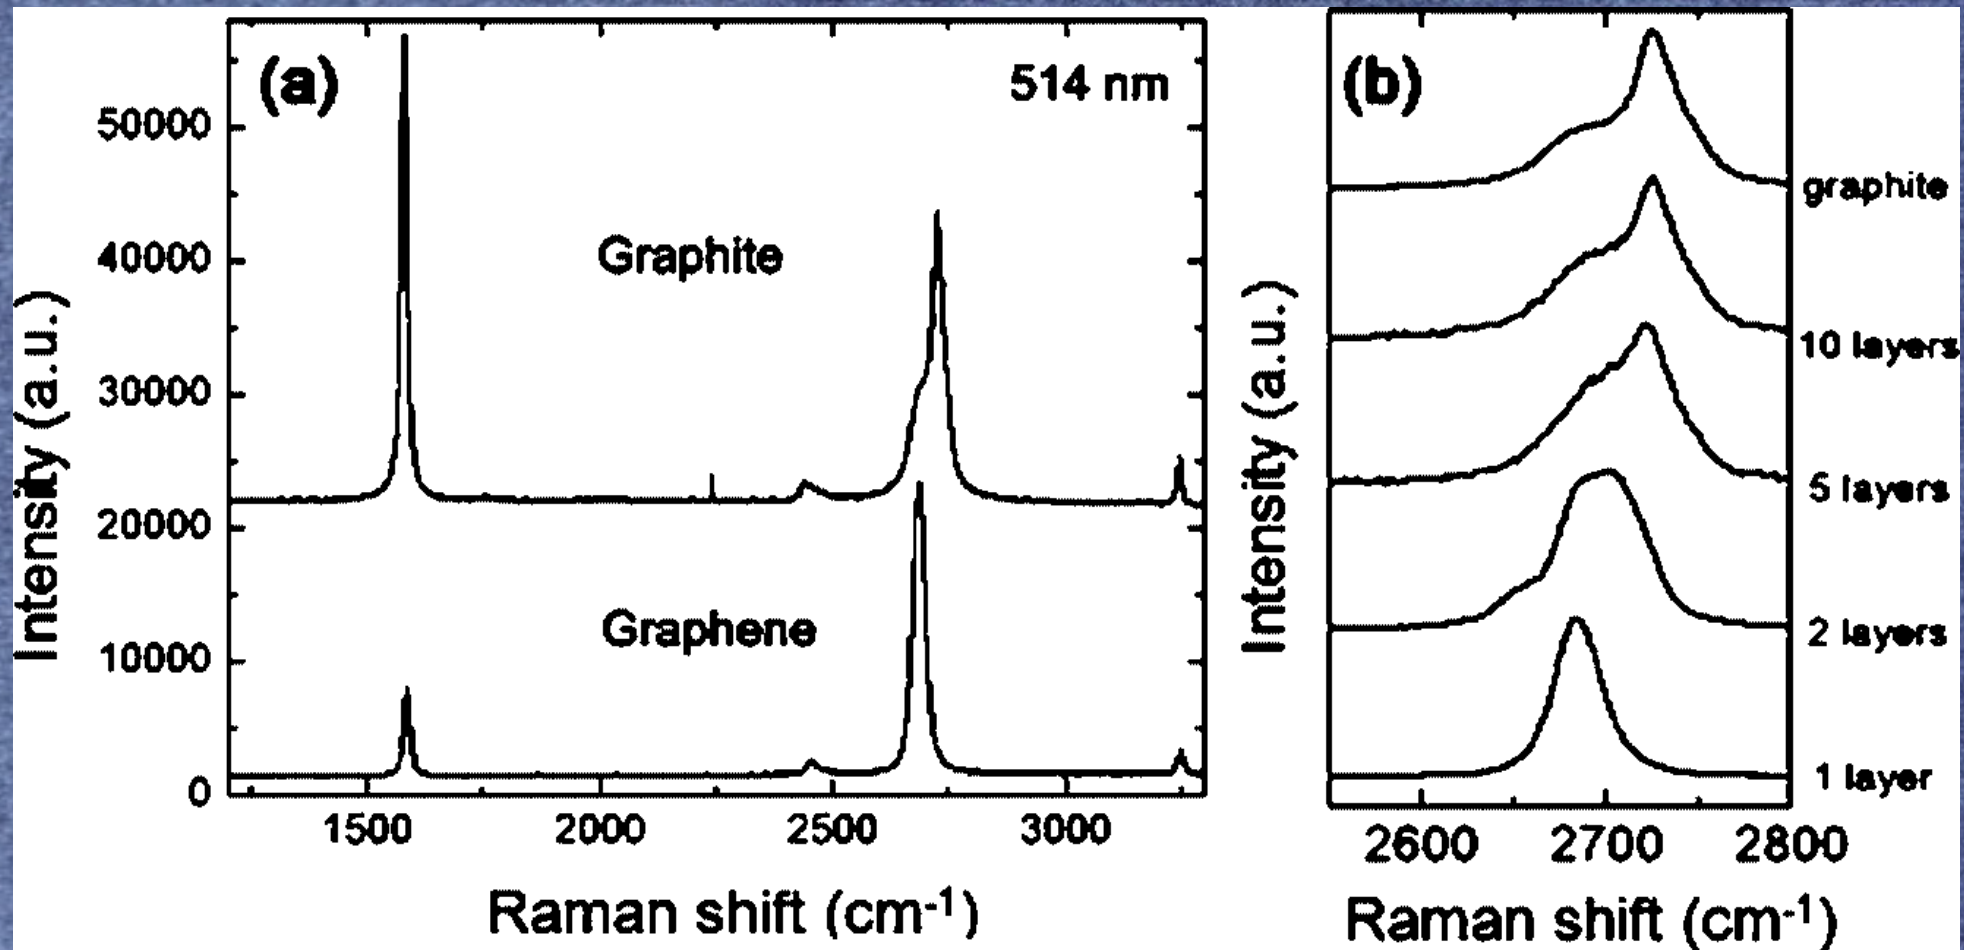 (a)
514 nm
50000
40000
30000
20000
10000
0
Graphite
Graphene
Intensity (a.u.)
1500 2000 2500 3000
Raman shift (cm-1)
(b)
graphite
10 layers
5 layers
2 layers
1 layer
Intensity (a.u.)
2600 2700 2800
Raman shift (cm-1)